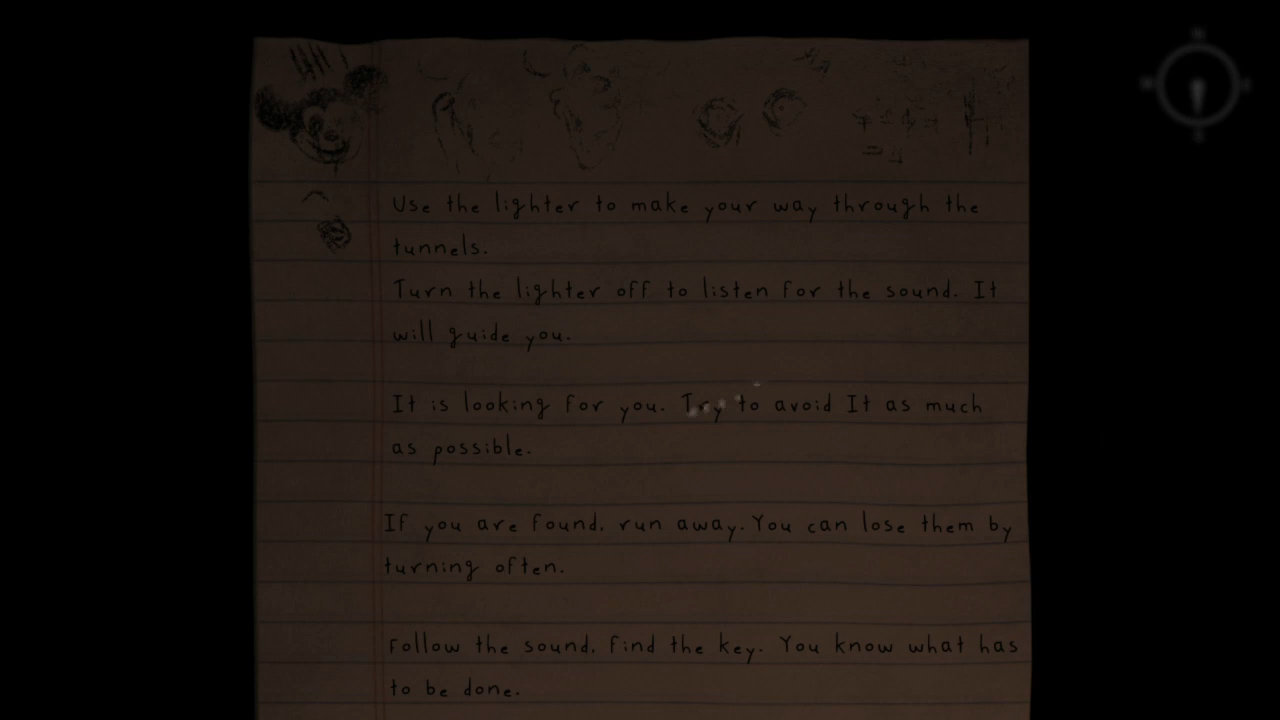 Use the lighter to make your way through the
tunnels.
Turn the lighter off to listen for the sound. It
will guide you.
It is looking for you. Try to avoid It as much
as possible.
If you are found, run away. You can lose them by
turning often.
Follow the sound, find the key. You know what has
to be done.